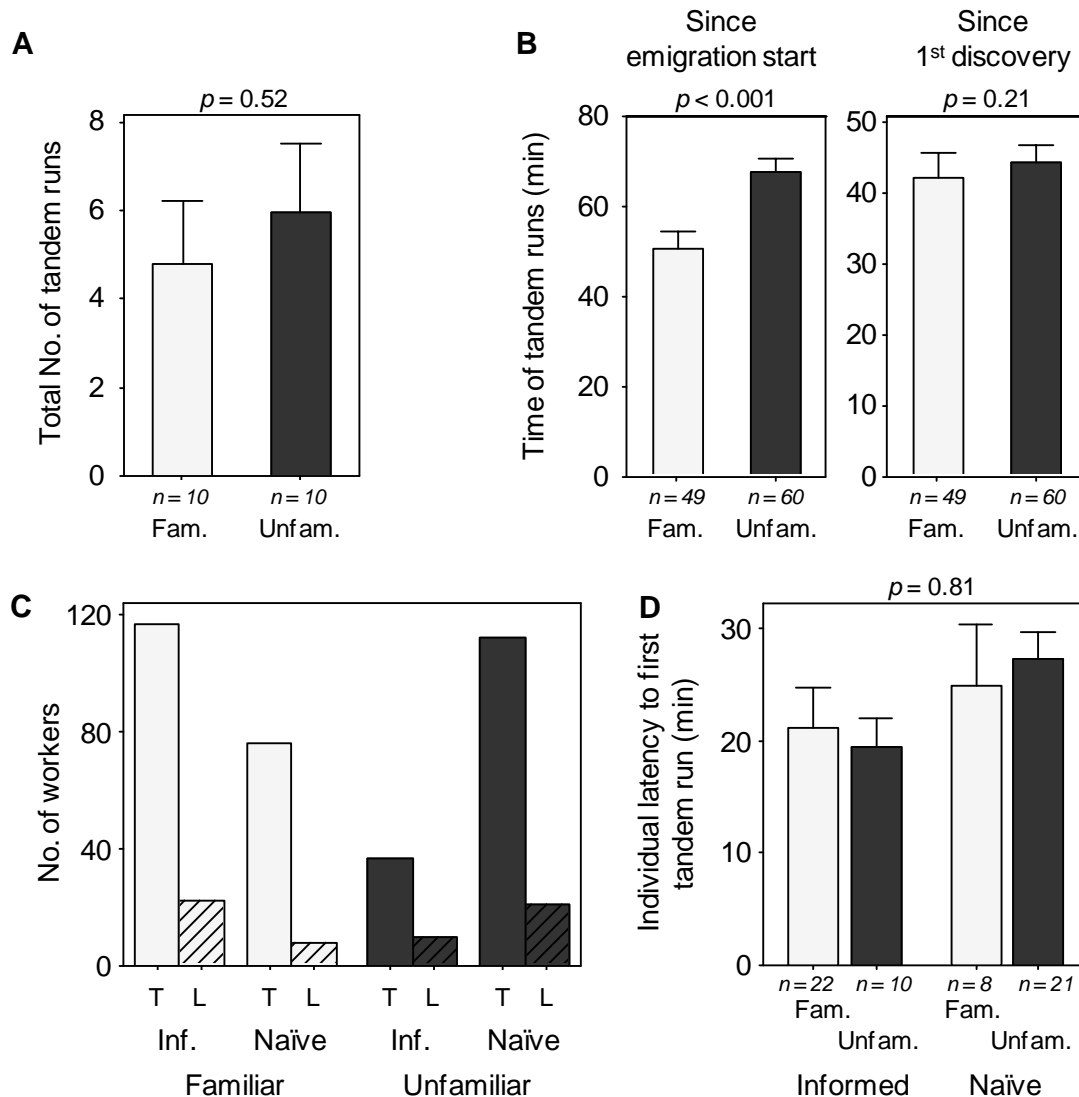 A
p = 0.52
Total No. of tandem runs
8
6
4
2
0
n = 10
n = 10
Fam.
Unfam.
B
Since
emigration start
Since
1st discovery
p < 0.001
p = 0.21
Time of tandem runs (min)
80
60
40
20
0
50
40
30
20
10
0
n = 49
n = 60
n = 49
n = 60
Fam.
Unfam.
Fam.
Unfam.
C
No. of workers
120
80
40
0
T L T L T L T L
Inf. Naïve Inf. Naïve
Familiar Unfamiliar
D
p = 0.81
Individual latency to first
tandem run (min)
30
20
10
0
n = 22 n = 10 n = 8 n = 21
Fam. Fam.
Unfam. Unfam.
Informed Naïve